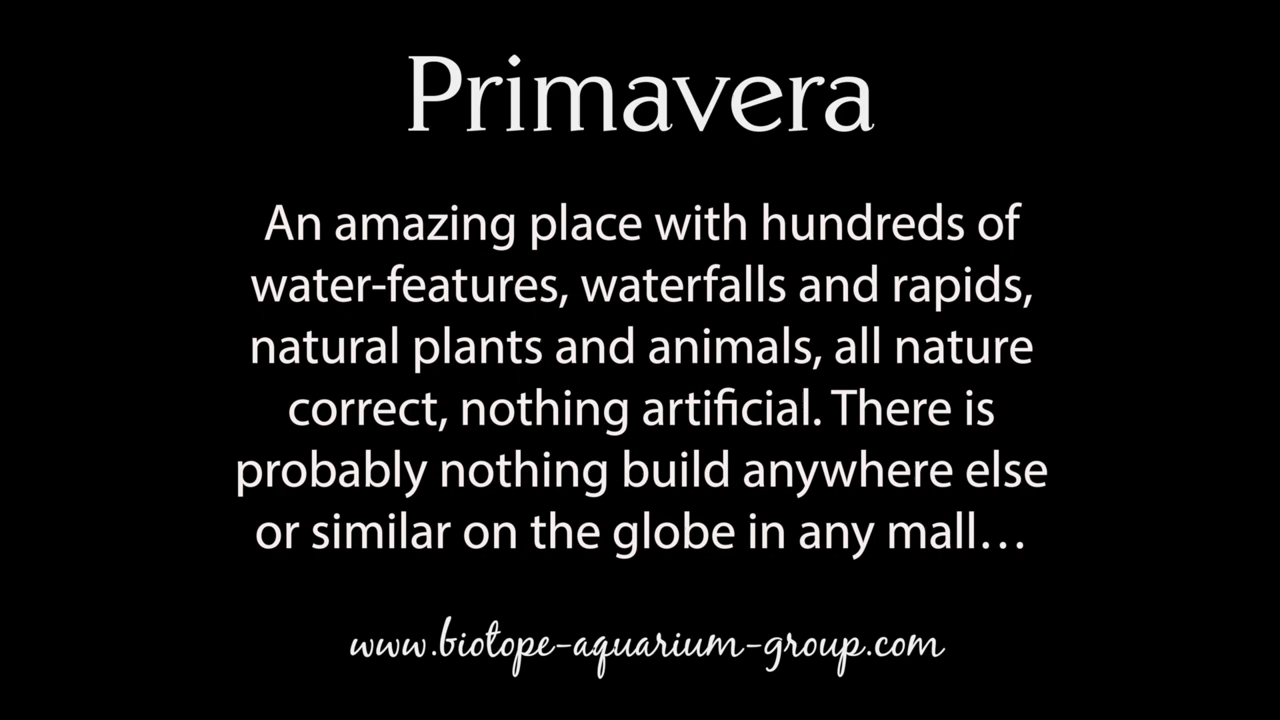 Primavera
An amazing place with hundreds of
water-features, waterfalls and rapids,
natural plants and animals, all nature
correct, nothing artificial. There is
probably nothing build anywhere else
or similar on the globe in any mall…
www.biotope-aquarium-group.com